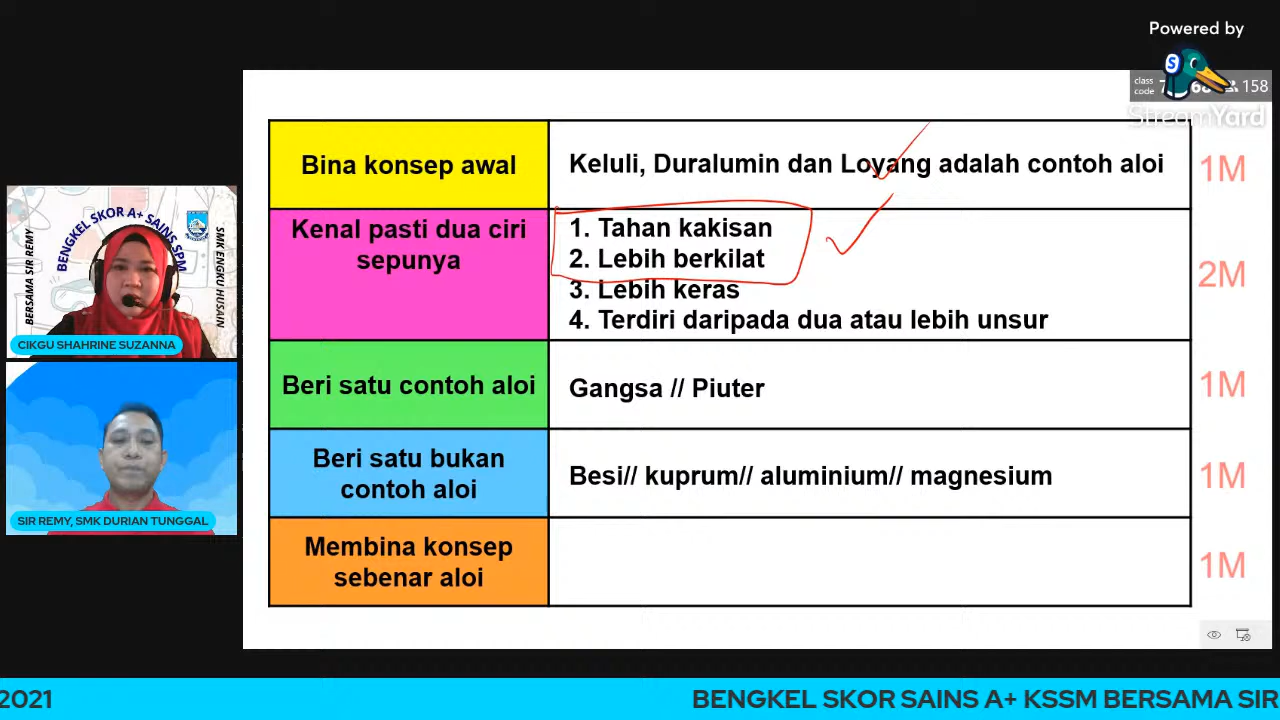 Powered by
StreamYard
class
code
158
Bina konsep awal
Keluli, Duralumin dan Loyang adalah contoh aloi
1M
Kenal pasti dua ciri
sepunya
1. Tahan kakisan
2. Lebih berkilat
3. Lebih keras
4. Terdiri daripada dua atau lebih unsur
2M
Beri satu contoh aloi
Gangsa // Piuter
1M
Beri satu bukan
contoh aloi
Besi// kuprum// aluminium// magnesium
1M
Membina konsep
sebenar aloi
1M
BERSAMA SIR REMY
BENGKEL SKOR A+ SAINS SPM
SMK ENGKU HUSAIN
CIKGU SHAHRINE SUZANNA
SIR REMY, SMK DURIAN TUNGGAL
2021
BENGKEL SKOR SAINS A+ KSSM BERSAMA SIR